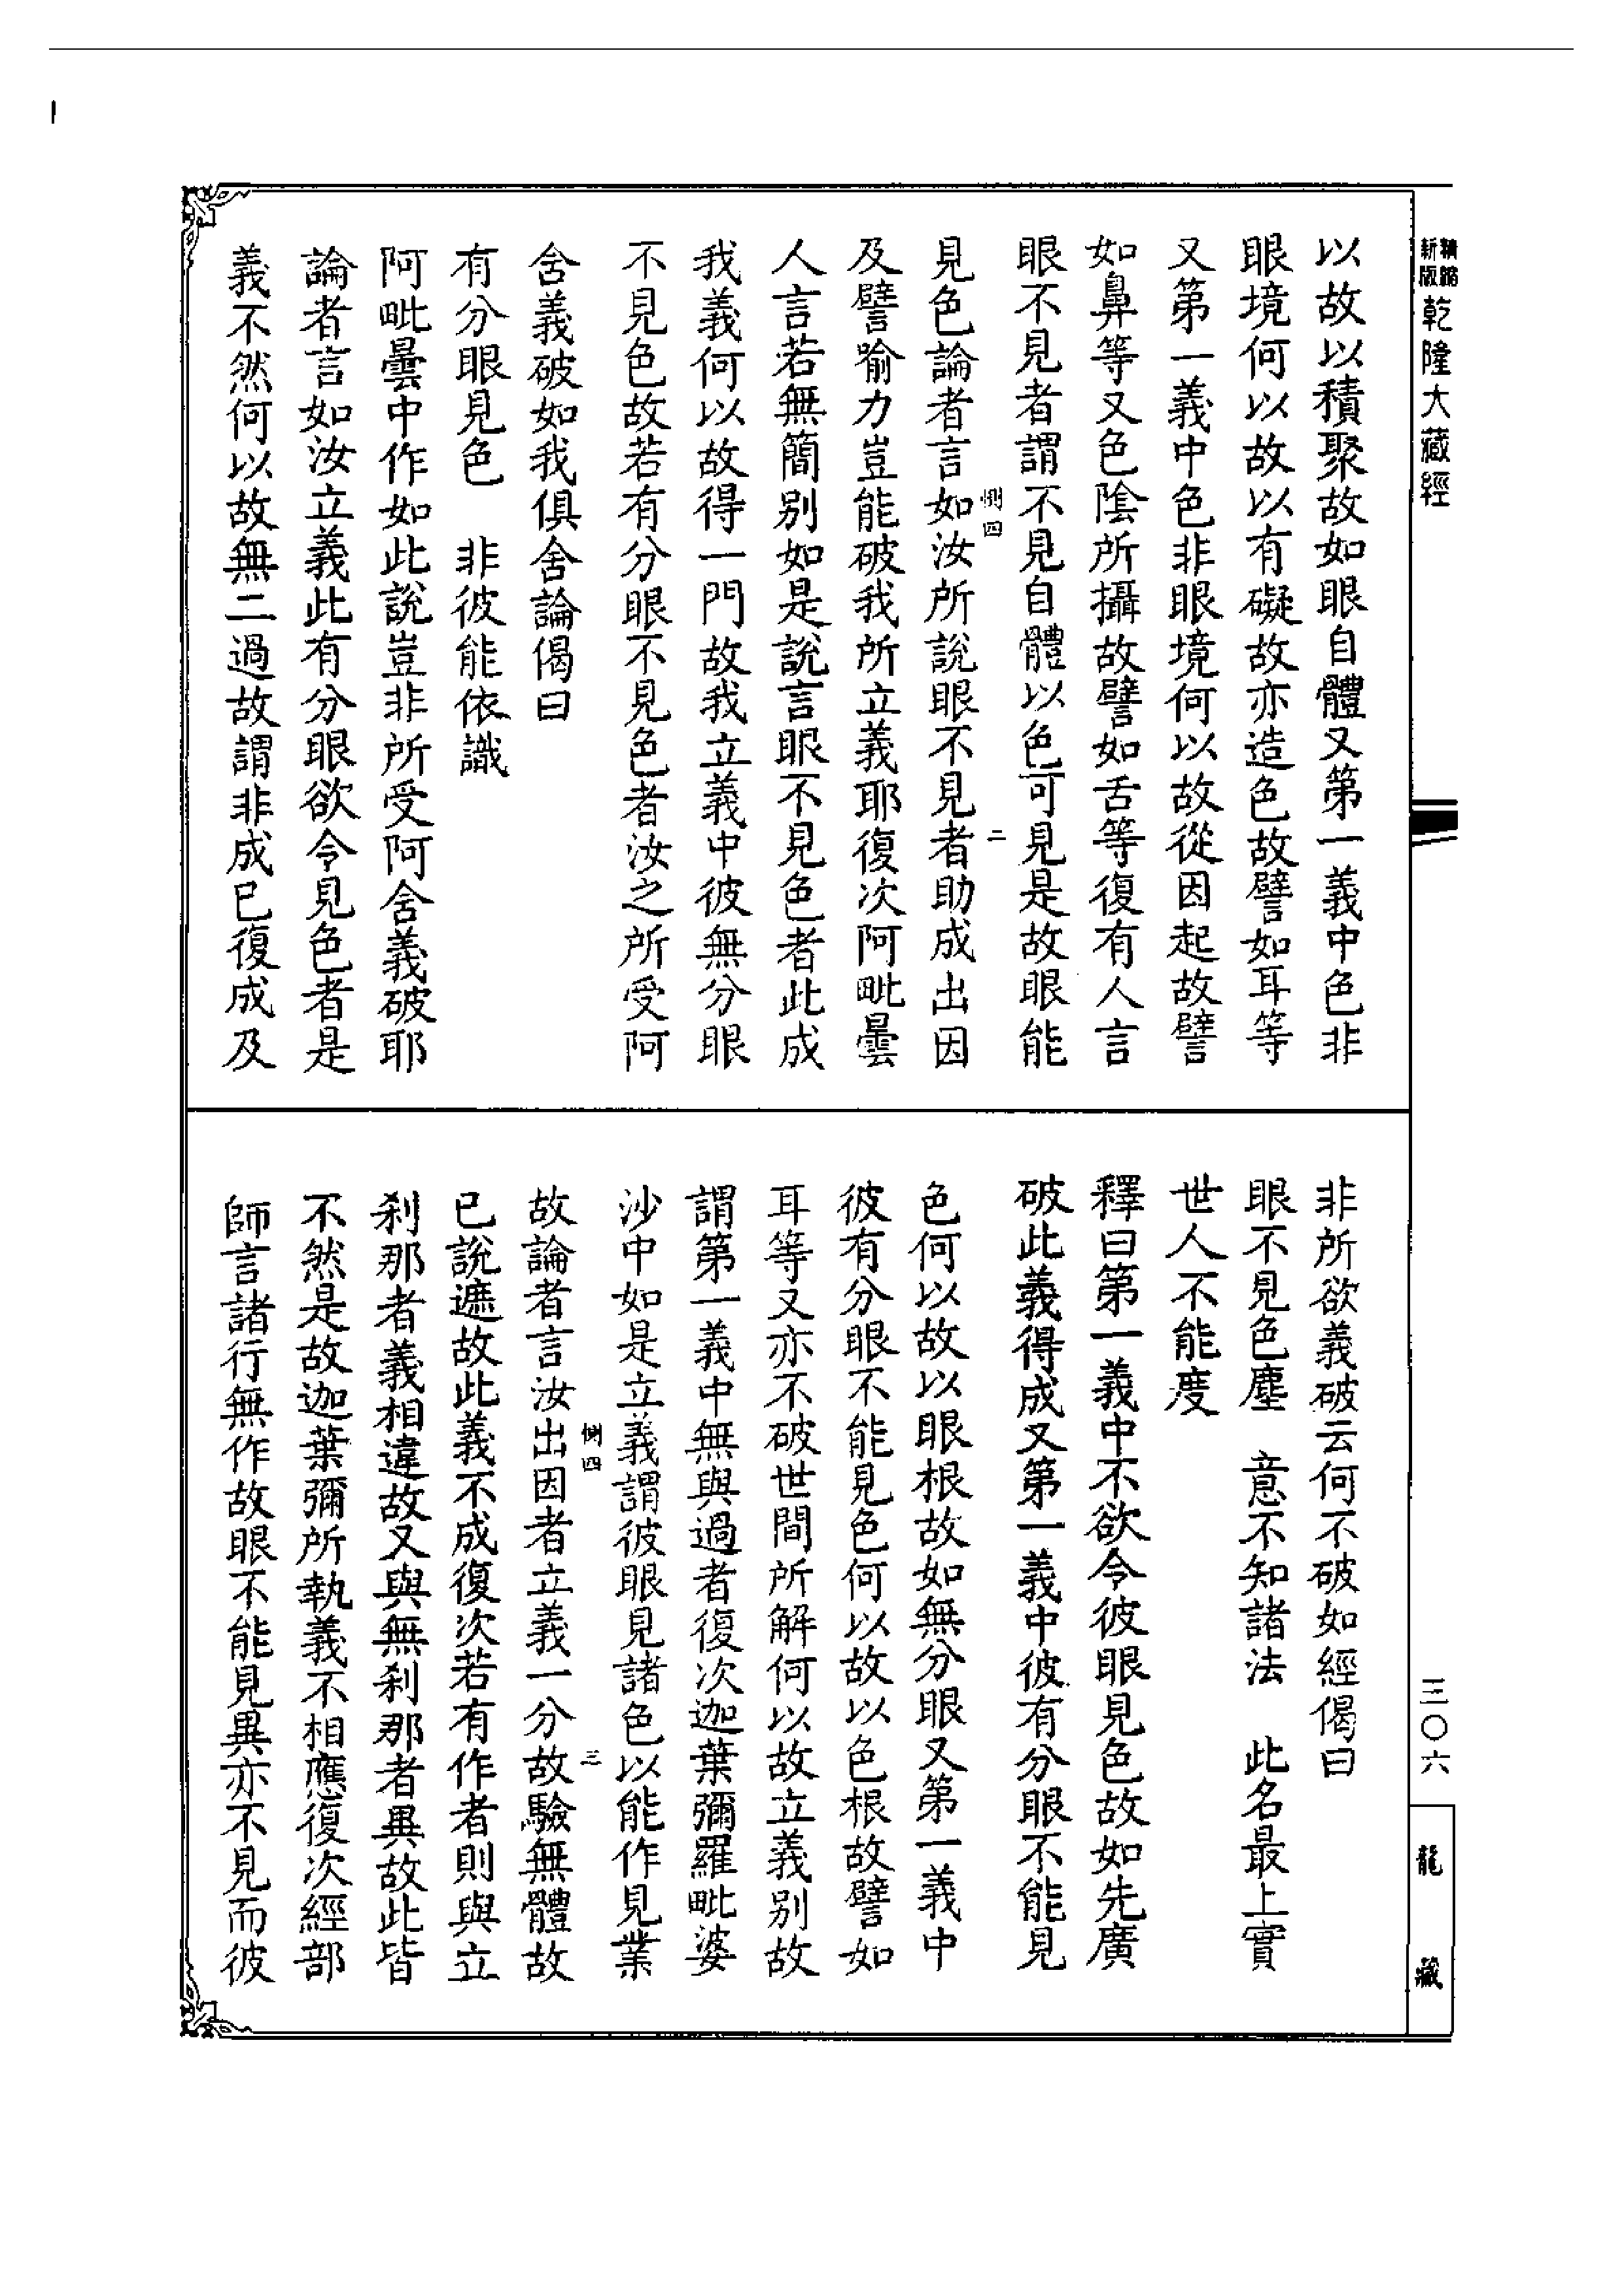 精縮新版乾隆大藏經
以故以積聚故如眼自體又第一義中色非
眼境何以故以有礙故亦造色故譬如耳等
又第一義中色非眼境何以故從因起故譬
如鼻等又色陰所攝故譬如舌等復有人言
眼不見者謂不見自體以色可見是故眼能
惻四 二
見色論者言如汝所說眼不見者助成出因
及譬喻力豈能破我所立義耶復次阿毗曇
人言若無簡別如是說言眼不見色者此成
我義何以故得一門故我立義中彼無分眼
不見色故若有分眼不見色者汝之所受阿
舍義破如我俱舍論偈曰
有分眼見色 非彼能依識
阿毗曇中作如此說豈非所受阿舍義破耶
論者言如汝立義此有分眼欲令見色者是
義不然何以故無二過故謂非成已復成及
非所欲義破云何不破如經偈曰
眼不見色塵 意不知諸法 此名最上實
世人不能度
釋曰第一義中不欲令彼眼見色故如先廣
破此義得成又第一義中彼有分眼不能見
色何以故以眼根故如無分眼又第一義中
彼有分眼不能見色何以故以色根故譬如
耳等又亦不破世間所解何以故立義別故
謂第一義中無與過者復次迦葉彌羅毗婆
沙中如是立義謂彼眼見諸色以能作見業
惻四 三
故論者言汝出因者立義一分故驗無體故
已說遮故此義不成復次若有作者則與立
剎那者義相違故又與無剎那者異故此皆
不然是故迦葉彌所執義不相應復次經部
師言諸行無作故眼不能見異亦不見而彼
三〇六
龍藏